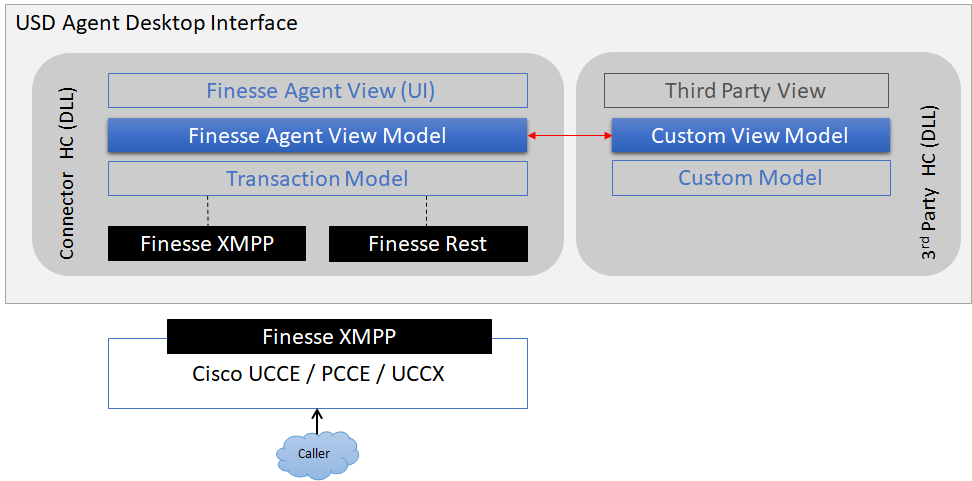 USD Agent Desktop Interface
Connector HC (DLL)
Finesse Agent View (UI)
Finesse Agent View Model
Transaction Model
Finesse XMPP
Finesse Rest
Third Party View
Custom View Model
Custom Model
3rd Party HC (DLL)
Finesse XMPP
Cisco UCCE / PCCE / UCCX
Caller